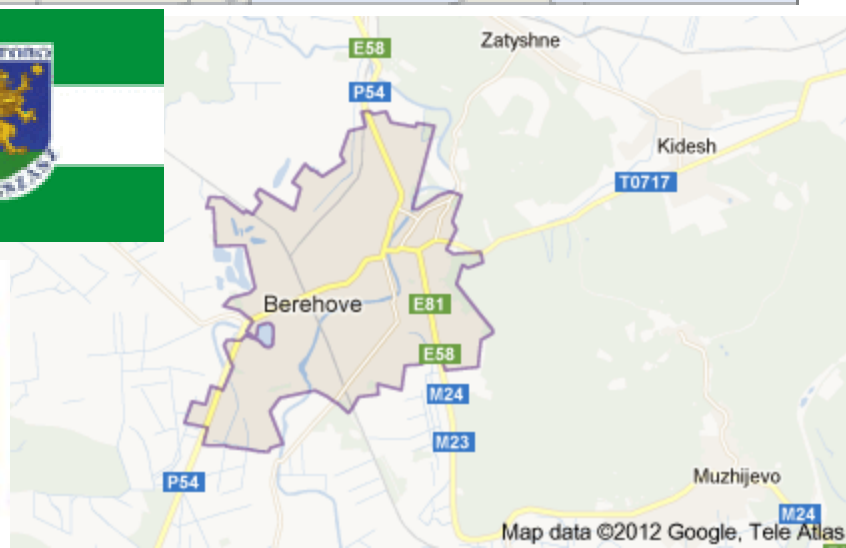 E58
Zatyshne
P54
Kidesh
T0717
Berehove
E81
E58
M24
M23
Muzhijevo
P54
M24
Map data ©2012 Google, Tele Atlas